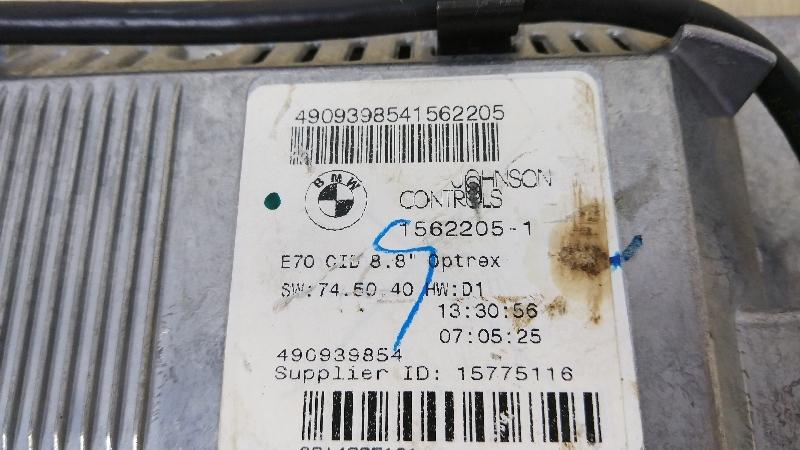 4909398541562205
BMW
JOHNSON
CONTROLS
1562205-1
E70 CID 8.8" Optrex
SW:74.50.40 HW:D1
13:30:56
07:05:25
490939854
Supplier ID: 15775116